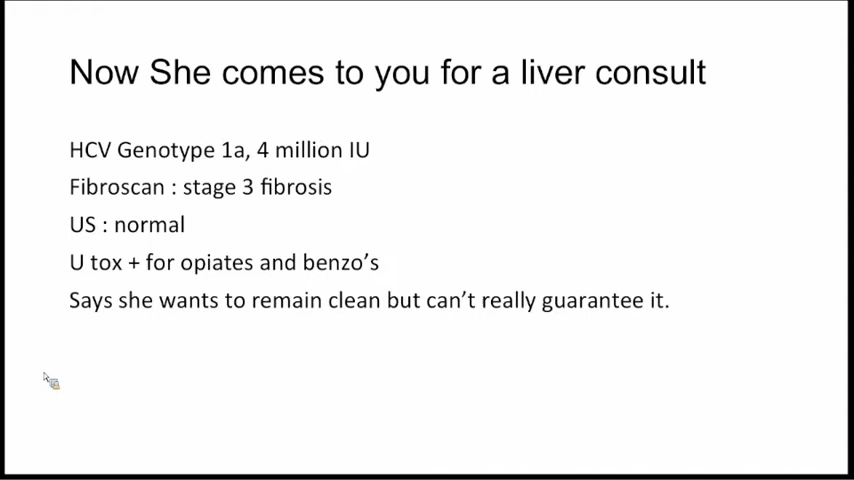 Now She comes to you for a liver consult
HCV Genotype 1a, 4 million IU
Fibroscan : stage 3 fibrosis
US : normal
U tox + for opiates and benzo’s
Says she wants to remain clean but can’t really guarantee it.